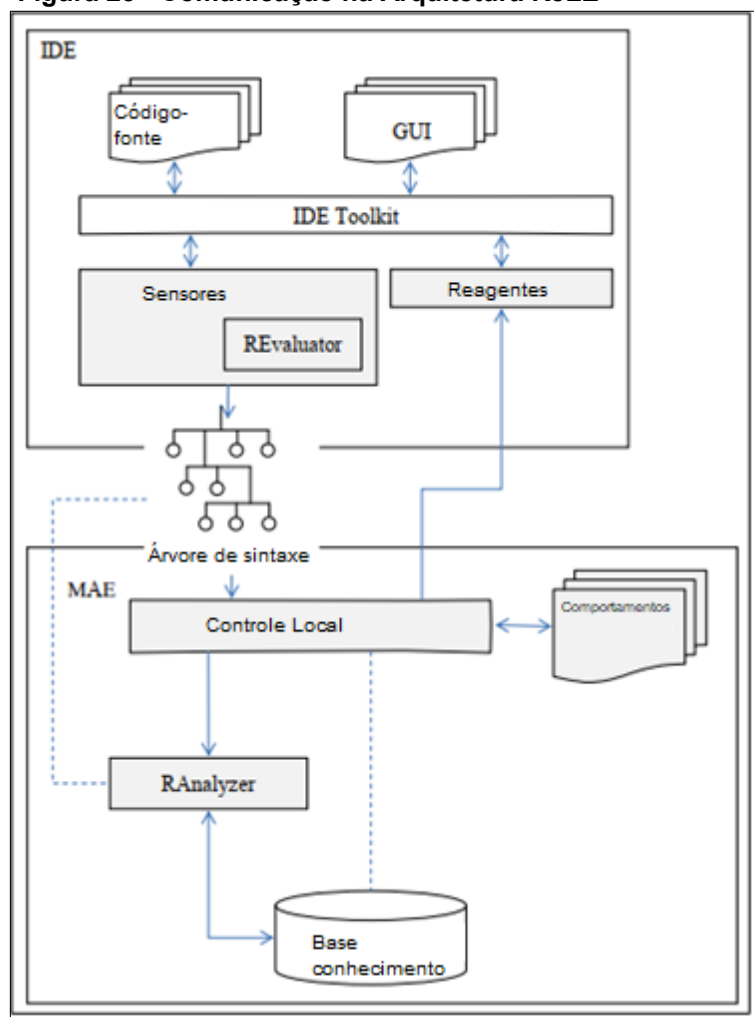 IDE
Código-
fonte
GUI
IDE Toolkit
Sensores
Reagentes
REvaluator
Árvore de sintaxe
MAE
Comportamentos
Controle Local
RAnalyzer
Base
conhecimento